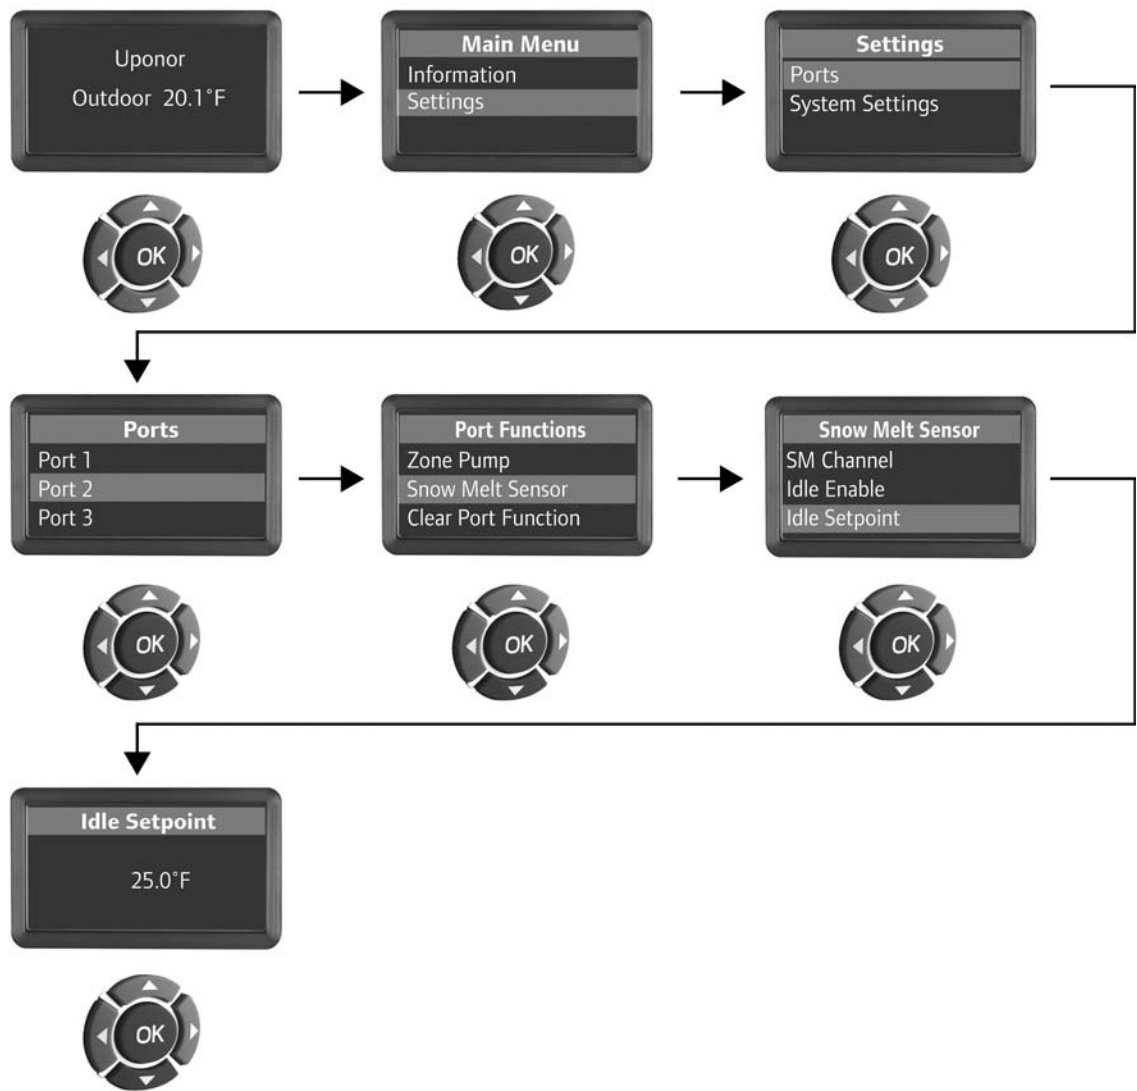 Uponor
Outdoor 20.1°F
Main Menu
Information
Settings
Settings
Ports
System Settings
OK
OK
OK
Ports
Port 1
Port 2
Port 3
Port Functions
Zone Pump
Snow Melt Sensor
Clear Port Function
Snow Melt Sensor
SM Channel
Idle Enable
Idle Setpoint
OK
OK
OK
Idle Setpoint
25.0°F
OK